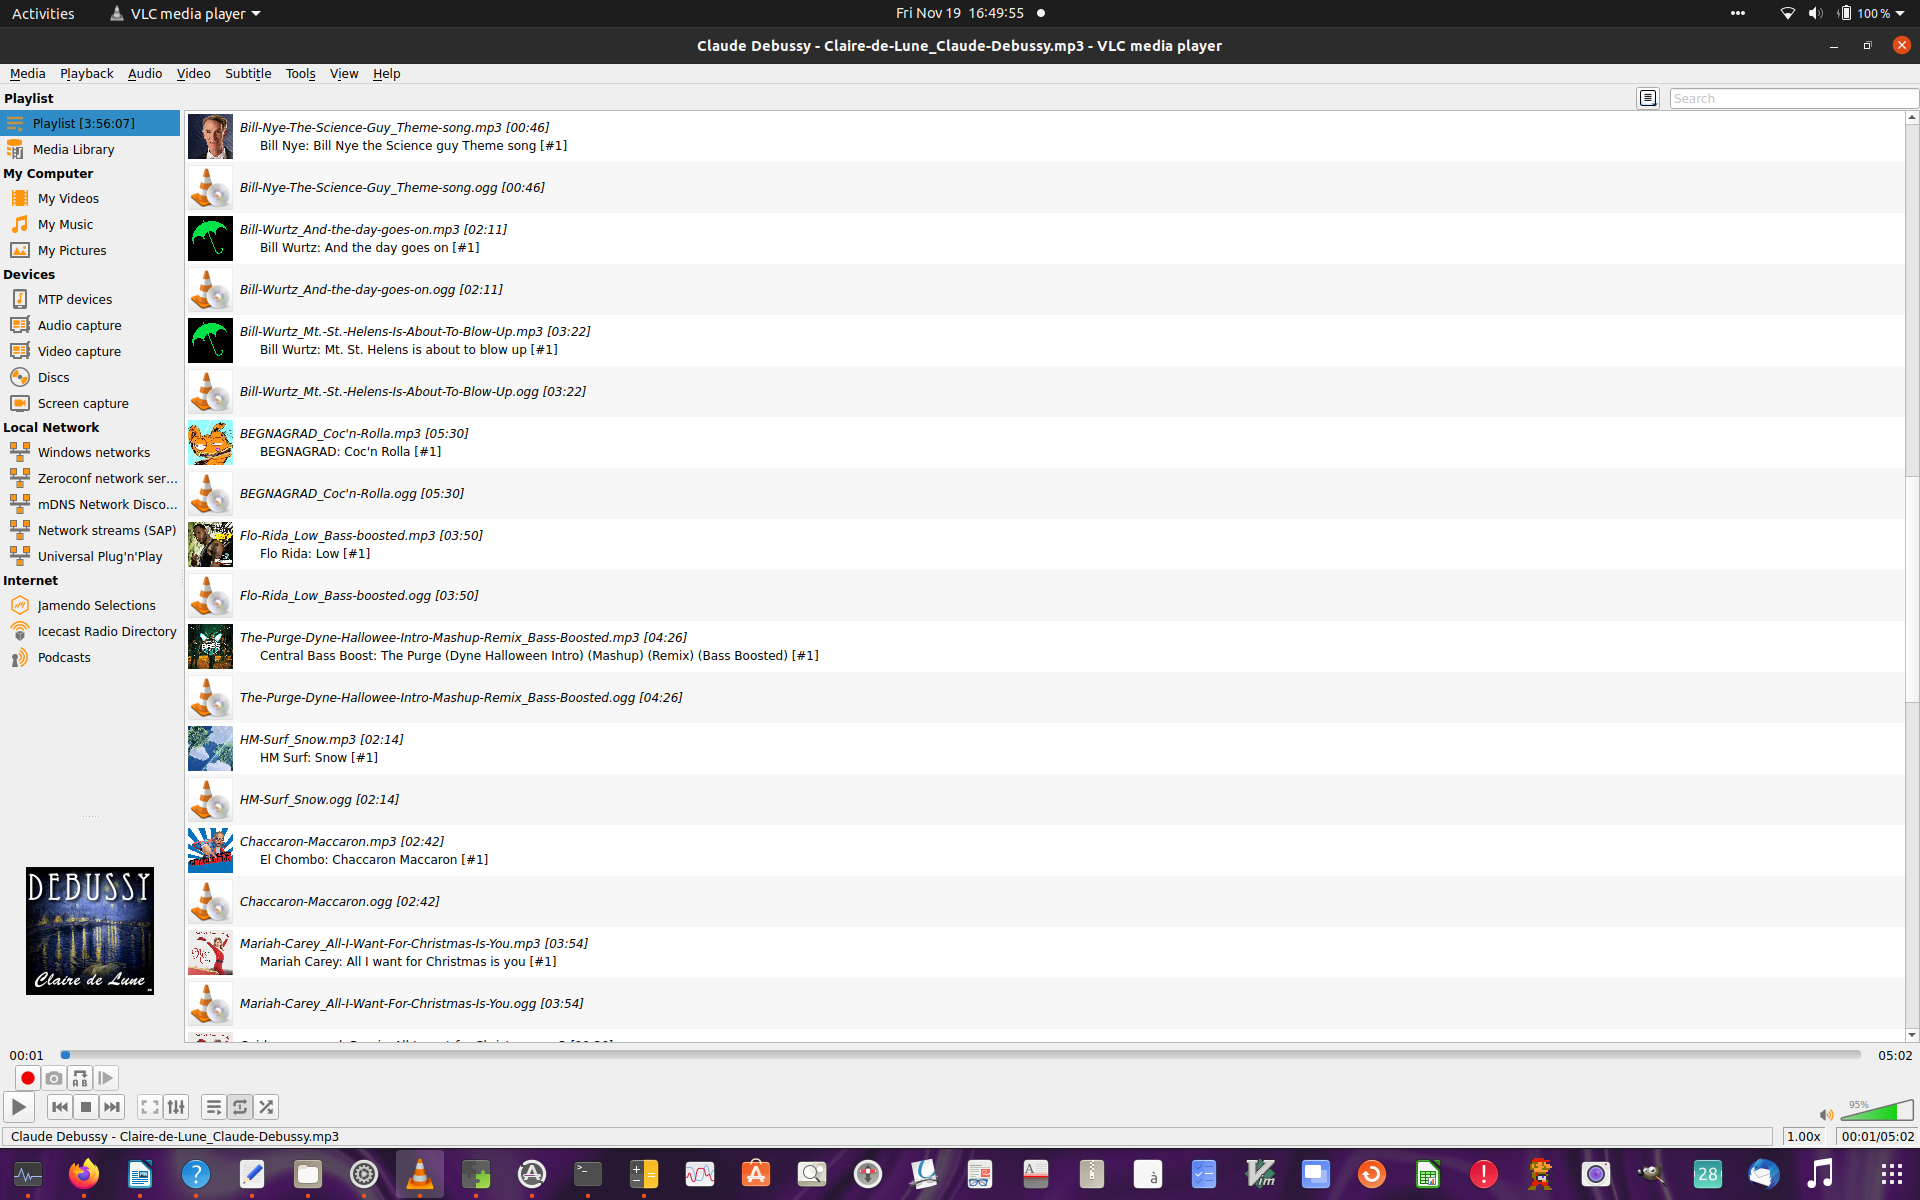 Activities
VLC media player
Fri Nov 19 16:49:55
100 %
Claude Debussy - Claire-de-Lune_Claude-Debussy.mp3 - VLC media player
Media Playback Audio Video Subtitle Tools View Help
Playlist
Search
Playlist [3:56:07]
Media Library
My Computer
My Videos
My Music
My Pictures
Devices
MTP devices
Audio capture
Video capture
Discs
Screen capture
Local Network
Windows networks
Zeroconf network ser...
mDNS Network Disco...
Network streams (SAP)
Universal Plug'n'Play
Internet
Jamendo Selections
Icecast Radio Directory
Podcasts
Bill-Nye-The-Science-Guy_Theme-song.mp3 [00:46]
Bill Nye: Bill Nye the Science guy Theme song [#1]
Bill-Nye-The-Science-Guy_Theme-song.ogg [00:46]
Bill-Wurtz_And-the-day-goes-on.mp3 [02:11]
Bill Wurtz: And the day goes on [#1]
Bill-Wurtz_And-the-day-goes-on.ogg [02:11]
Bill-Wurtz_Mt.-St.-Helens-Is-About-To-Blow-Up.mp3 [03:22]
Bill Wurtz: Mt. St. Helens is about to blow up [#1]
Bill-Wurtz_Mt.-St.-Helens-Is-About-To-Blow-Up.ogg [03:22]
BEGNAGRAD_Coc'n-Rolla.mp3 [05:30]
BEGNAGRAD: Coc'n Rolla [#1]
BEGNAGRAD_Coc'n-Rolla.ogg [05:30]
Flo-Rida_Low_Bass-boosted.mp3 [03:50]
Flo Rida: Low [#1]
Flo-Rida_Low_Bass-boosted.ogg [03:50]
The-Purge-Dyne-Hallowee-Intro-Mashup-Remix_Bass-Boosted.mp3 [04:26]
Central Bass Boost: The Purge (Dyne Halloween Intro) (Mashup) (Remix) (Bass Boosted) [#1]
The-Purge-Dyne-Hallowee-Intro-Mashup-Remix_Bass-Boosted.ogg [04:26]
HM-Surf_Snow.mp3 [02:14]
HM Surf: Snow [#1]
HM-Surf_Snow.ogg [02:14]
Chaccaron-Maccaron.mp3 [02:42]
El Chombo: Chaccaron Maccaron [#1]
Chaccaron-Maccaron.ogg [02:42]
Mariah-Carey_All-I-Want-For-Christmas-Is-You.mp3 [03:54]
Mariah Carey: All I want for Christmas is you [#1]
Mariah-Carey_All-I-Want-For-Christmas-Is-You.ogg [03:54]
DEBUSSY
Claire de Lune
00:01
05:02
95%
Claude Debussy - Claire-de-Lune_Claude-Debussy.mp3
1.00x
00:01/05:02
28